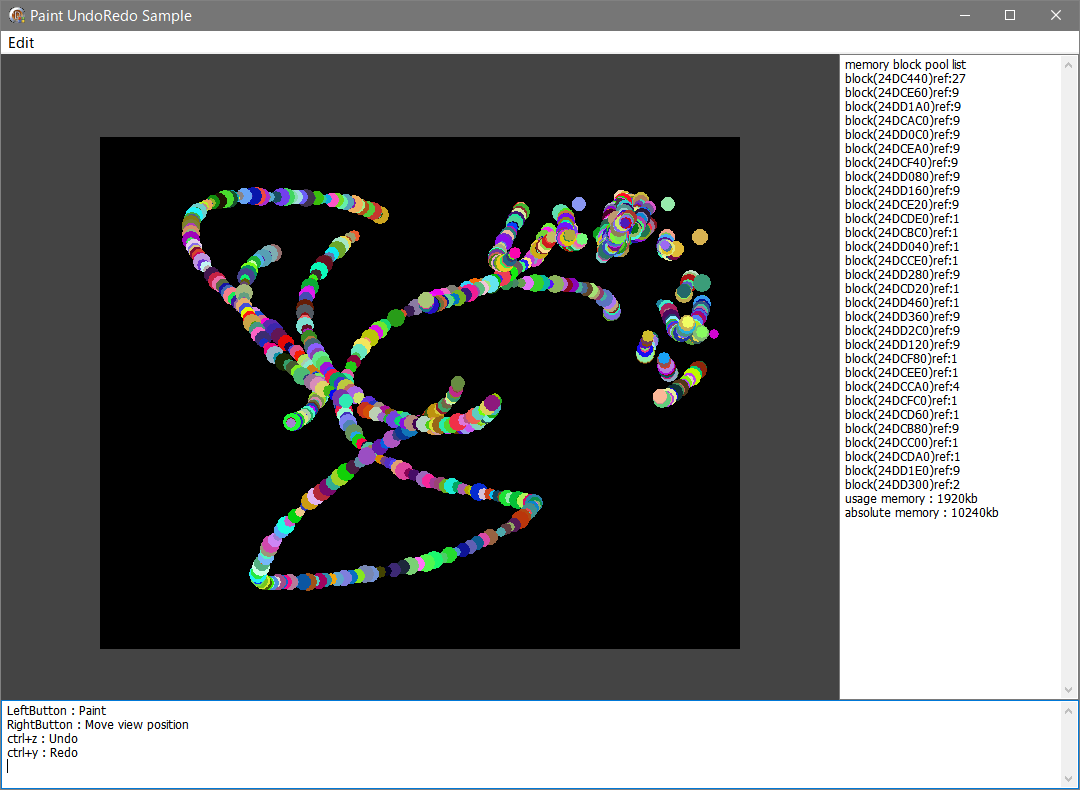 Paint UndoRedo Sample
Edit
memory block pool list
block(24DC440)ref:27
block(24DCE60)ref:9
block(24DD1A0)ref:9
block(24DCAC0)ref:9
block(24DD0C0)ref:9
block(24DCEA0)ref:9
block(24DCF40)ref:9
block(24DD080)ref:9
block(24DD160)ref:9
block(24DCE20)ref:9
block(24DCDE0)ref:1
block(24DCBC0)ref:1
block(24DD040)ref:1
block(24DCCE0)ref:1
block(24DD280)ref:9
block(24DCD20)ref:1
block(24DD460)ref:1
block(24DD360)ref:9
block(24DD2C0)ref:9
block(24DD120)ref:9
block(24DCF80)ref:1
block(24DCEE0)ref:1
block(24DCCA0)ref:4
block(24DCFC0)ref:1
block(24DCD60)ref:1
block(24DCB80)ref:9
block(24DCC00)ref:1
block(24DCDA0)ref:1
block(24DD1E0)ref:9
block(24DD300)ref:2
usage memory : 1920kb
absolute memory : 10240kb
LeftButton : Paint
RightButton : Move view position
ctrl+z : Undo
ctrl+y : Redo